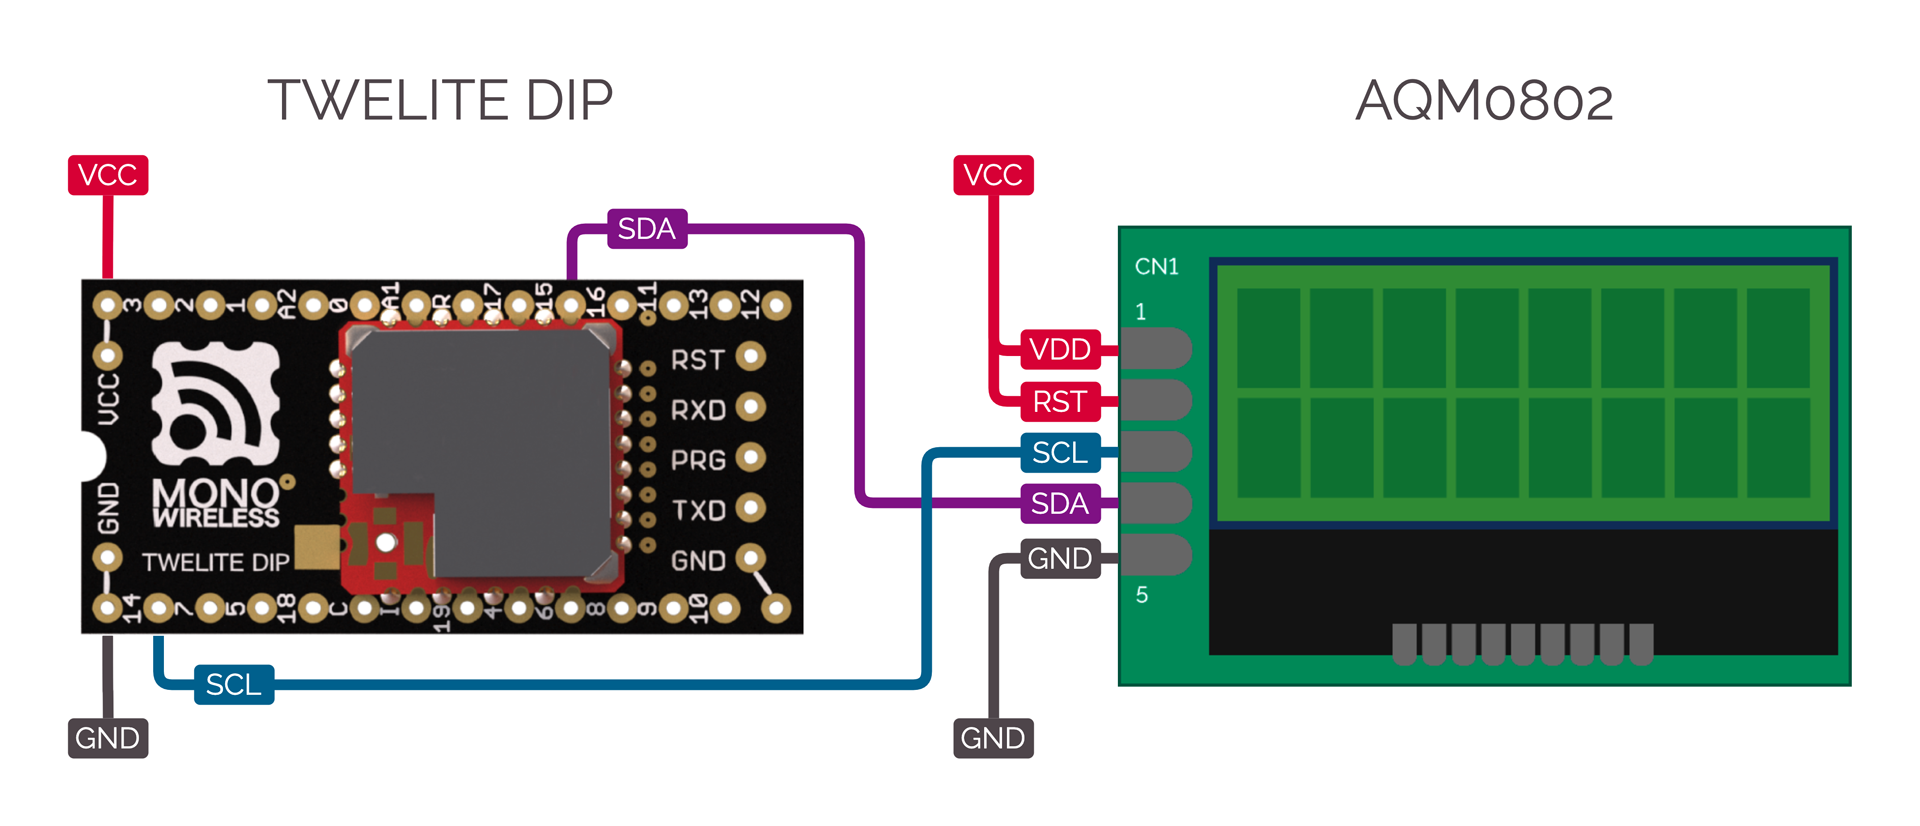 TWELITE DIP
AQM0802
VCC
VCC
SDA
3 2 1 A2 0 A1 R 17 15 16 11 13 12
VCC
GND
MONO
WIRELESS
TWELITE DIP
RST
RXD
PRG
TXD
GND
14 7 5 18 C I 19 4 6 8 9 10
SCL
GND
CN1
1
VDD
RST
SCL
SDA
GND
5
GND